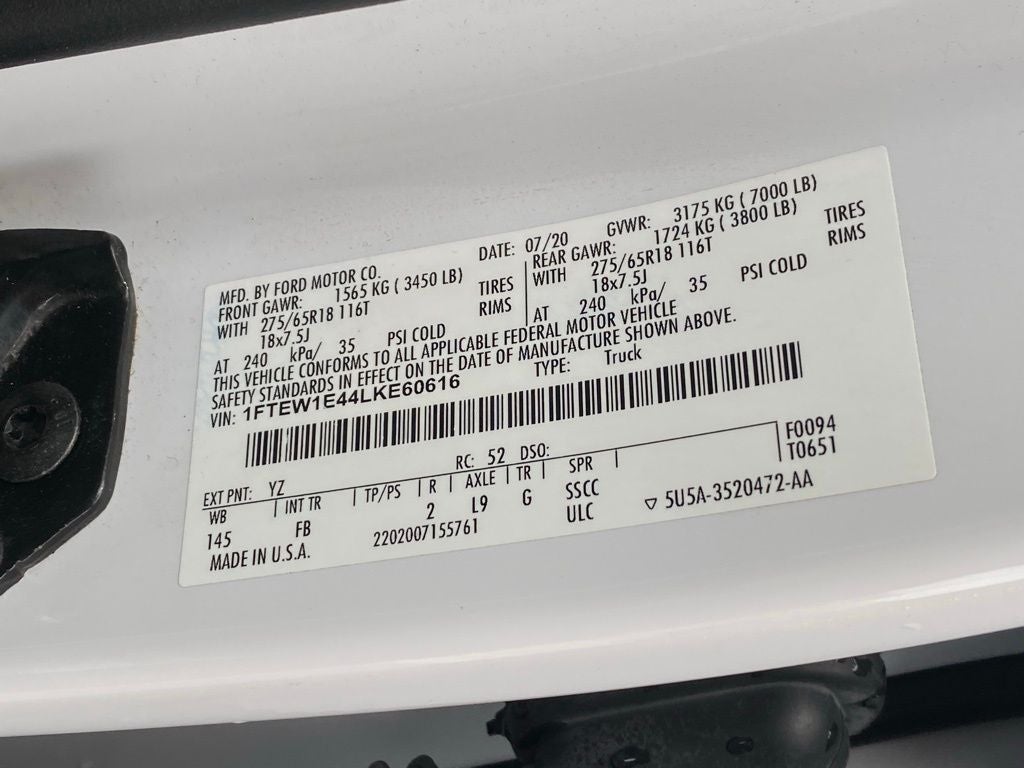 MFD. BY FORD MOTOR CO. DATE: 07/20 GVWR: 3175 KG ( 7000 LB)
FRONT GAWR: 1565 KG ( 3450 LB) REAR GAWR: 1724 KG ( 3800 LB)
WITH 275/65R18 116T TIRES WITH 275/65R18 116T TIRES
18x7.5J RIMS 18x7.5J RIMS
AT 240 kPa/ 35 PSI COLD AT 240 kPa/ 35 PSI COLD
THIS VEHICLE CONFORMS TO ALL APPLICABLE FEDERAL MOTOR VEHICLE
SAFETY STANDARDS IN EFFECT ON THE DATE OF MANUFACTURE SHOWN ABOVE.
VIN: 1FTEW1E44LKE60616 TYPE: Truck
F0094
T0651
EXT PNT: YZ RC: 52 DSO:
WB INT TR TP/PS R AXLE TR SPR
145 FB 2 L9 G SSCC
ULC
MADE IN U.S.A. 2202007155761 ▽ 5U5A-3520472-AA